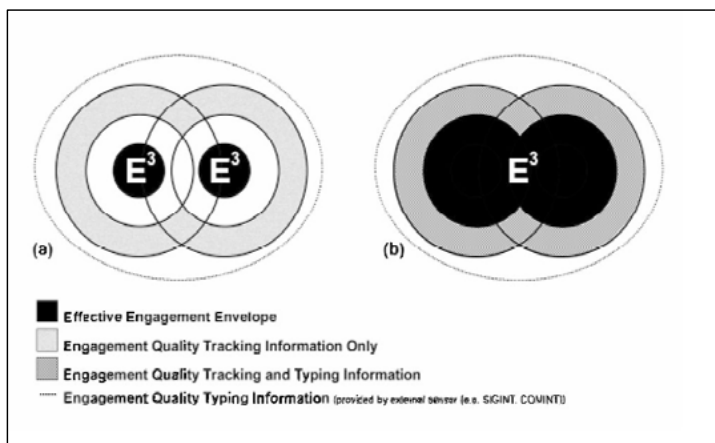 E³ E³
E³
(a)
(b)
Effective Engagement Envelope
Engagement Quality Tracking Information Only
Engagement Quality Tracking and Typing Information
Engagement Quality Typing Information (provided by external sensor (e.g. SIGINT, COMINT))